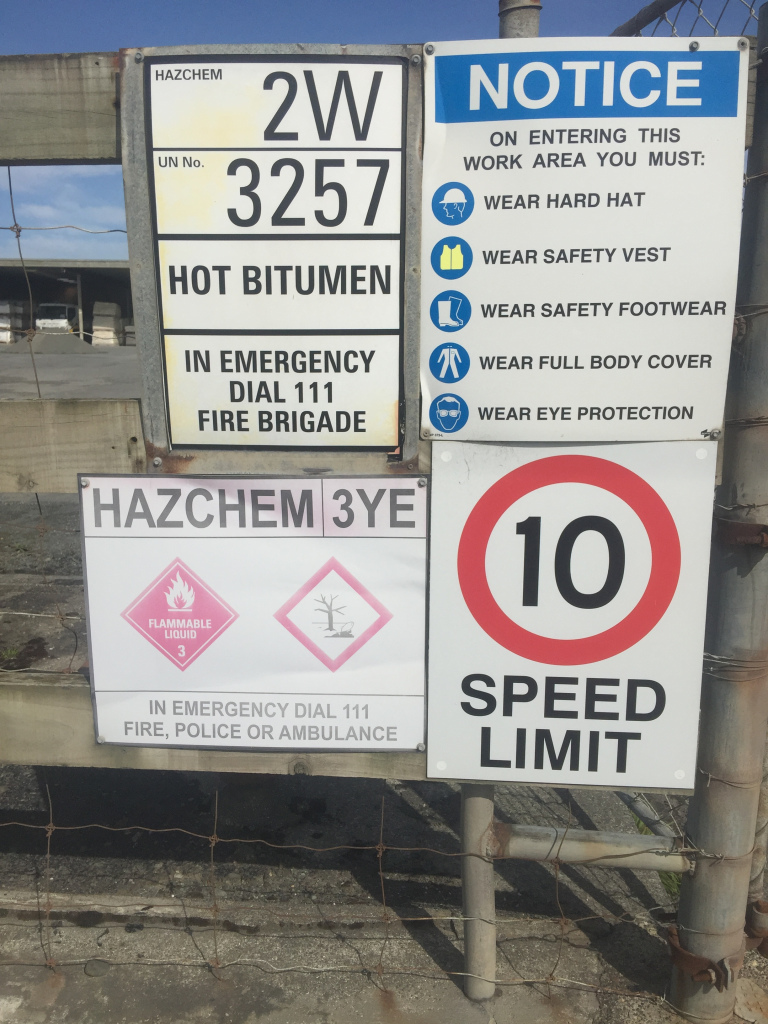 HAZCHEM
2W
UN No.
3257
HOT BITUMEN
IN EMERGENCY
DIAL 111
FIRE BRIGADE
NOTICE
ON ENTERING THIS
WORK AREA YOU MUST:
WEAR HARD HAT
WEAR SAFETY VEST
WEAR SAFETY FOOTWEAR
WEAR FULL BODY COVER
WEAR EYE PROTECTION
HAZCHEM 3YE
FLAMMABLE
LIQUID
3
IN EMERGENCY DIAL 111
FIRE, POLICE OR AMBULANCE
10
SPEED
LIMIT